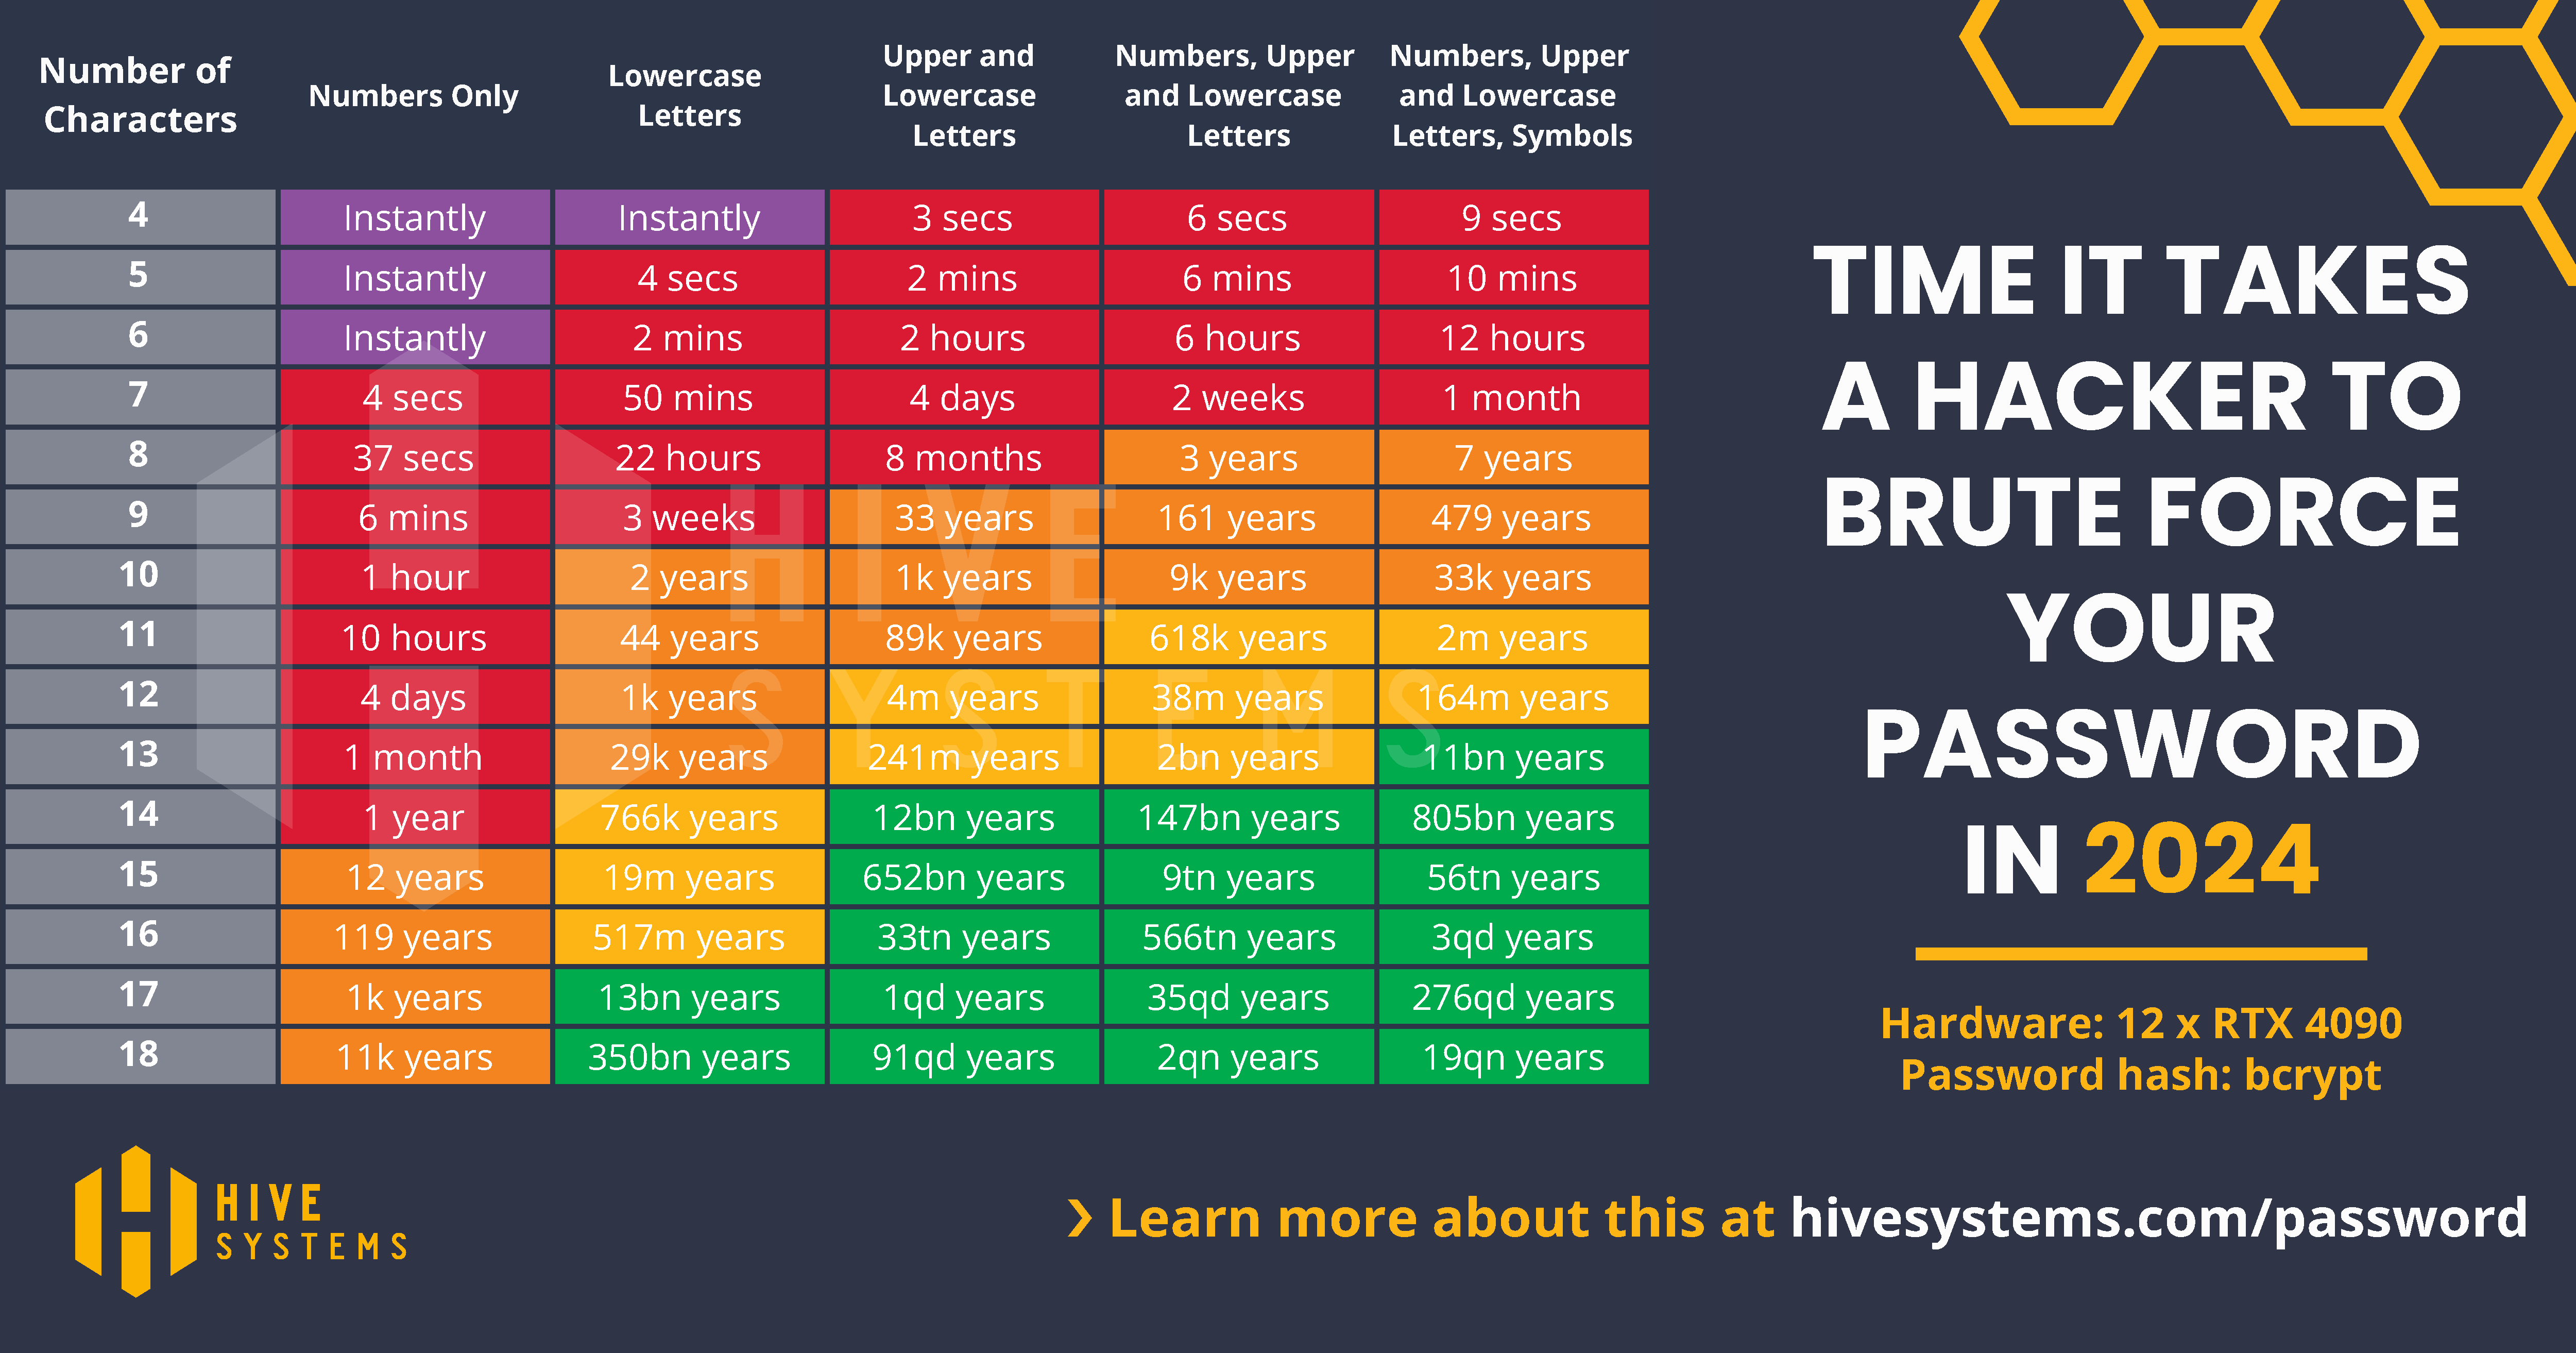 Number of
Characters
Numbers Only
Lowercase
Letters
Upper and
Lowercase
Letters
Numbers, Upper
and Lowercase
Letters
Numbers, Upper
and Lowercase
Letters, Symbols
4 Instantly Instantly 3 secs 6 secs 9 secs
5 Instantly 4 secs 2 mins 6 mins 10 mins
6 Instantly 2 mins 2 hours 6 hours 12 hours
7 4 secs 50 mins 4 days 2 weeks 1 month
8 37 secs 22 hours 8 months 3 years 7 years
9 6 mins 3 weeks 33 years 161 years 479 years
10 1 hour 2 years 1k years 9k years 33k years
11 10 hours 44 years 89k years 618k years 2m years
12 4 days 1k years 4m years 38m years 164m years
13 1 month 29k years 241m years 2bn years 11bn years
14 1 year 766k years 12bn years 147bn years 805bn years
15 12 years 19m years 652bn years 9tn years 56tn years
16 119 years 517m years 33tn years 566tn years 3qd years
17 1k years 13bn years 1qd years 35qd years 276qd years
18 11k years 350bn years 91qd years 2qn years 19qn years
HIVE
SYSTEMS
TIME IT TAKES
A HACKER TO
BRUTE FORCE
YOUR
PASSWORD
IN 2024
Hardware: 12 x RTX 4090
Password hash: bcrypt
HIVE
SYSTEMS
› Learn more about this at hivesystems.com/password